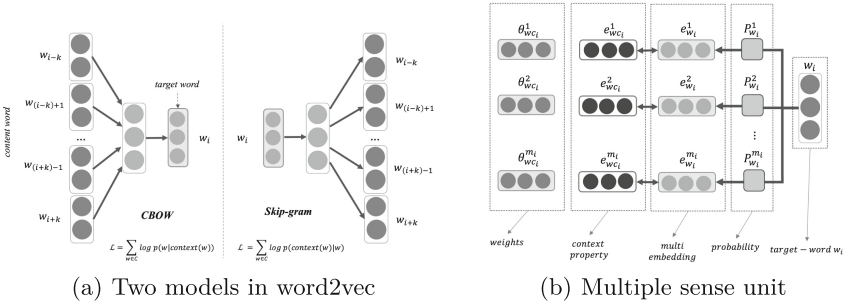 content word
w_{i-k}
w_{(i-k)+1}
...
w_{(i+k)-1}
w_{i+k}
target word
w_i
CBOW
ℒ = ∑_{w∈C} log p(w|context(w))
w_i
Skip-gram
ℒ = ∑_{w∈C} log p(context(w)|w)
w_{i-k}
w_{(i-k)+1}
...
w_{(i+k)-1}
w_{i+k}
(a) Two models in word2vec
θ^1_{wc_i} e^1_{wc_i} e^1_{w_i} P^1_{w_i}
w_i
θ^2_{wc_i} e^2_{wc_i} e^2_{w_i} P^2_{w_i}
⋮
θ^{m_i}_{wc_i} e^{m_i}_{wc_i} e^{m_i}_{w_i} P^{m_i}_{w_i}
weights
context
property
multi
embedding
probability
target-word w_i
(b) Multiple sense unit